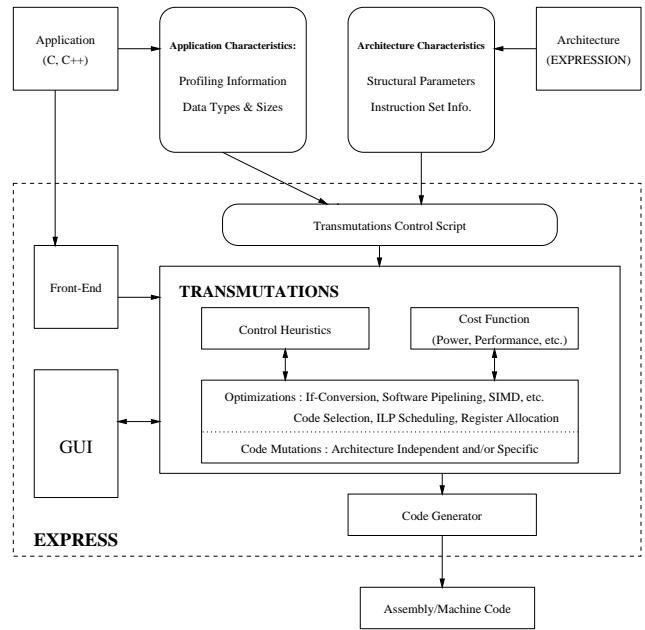 Application
(C, C++)
Application Characteristics:
Profiling Information
Data Types & Sizes
Architecture Characteristics
Structural Parameters
Instruction Set Info.
Architecture
(EXPRESSION)
Transmutations Control Script
Front-End
TRANSMUTATIONS
Control Heuristics
Cost Function
(Power, Performance, etc.)
Optimizations : If-Conversion, Software Pipelining, SIMD, etc.
Code Selection, ILP Scheduling, Register Allocation
Code Mutations : Architecture Independent and/or Specific
GUI
Code Generator
EXPRESS
Assembly/Machine Code